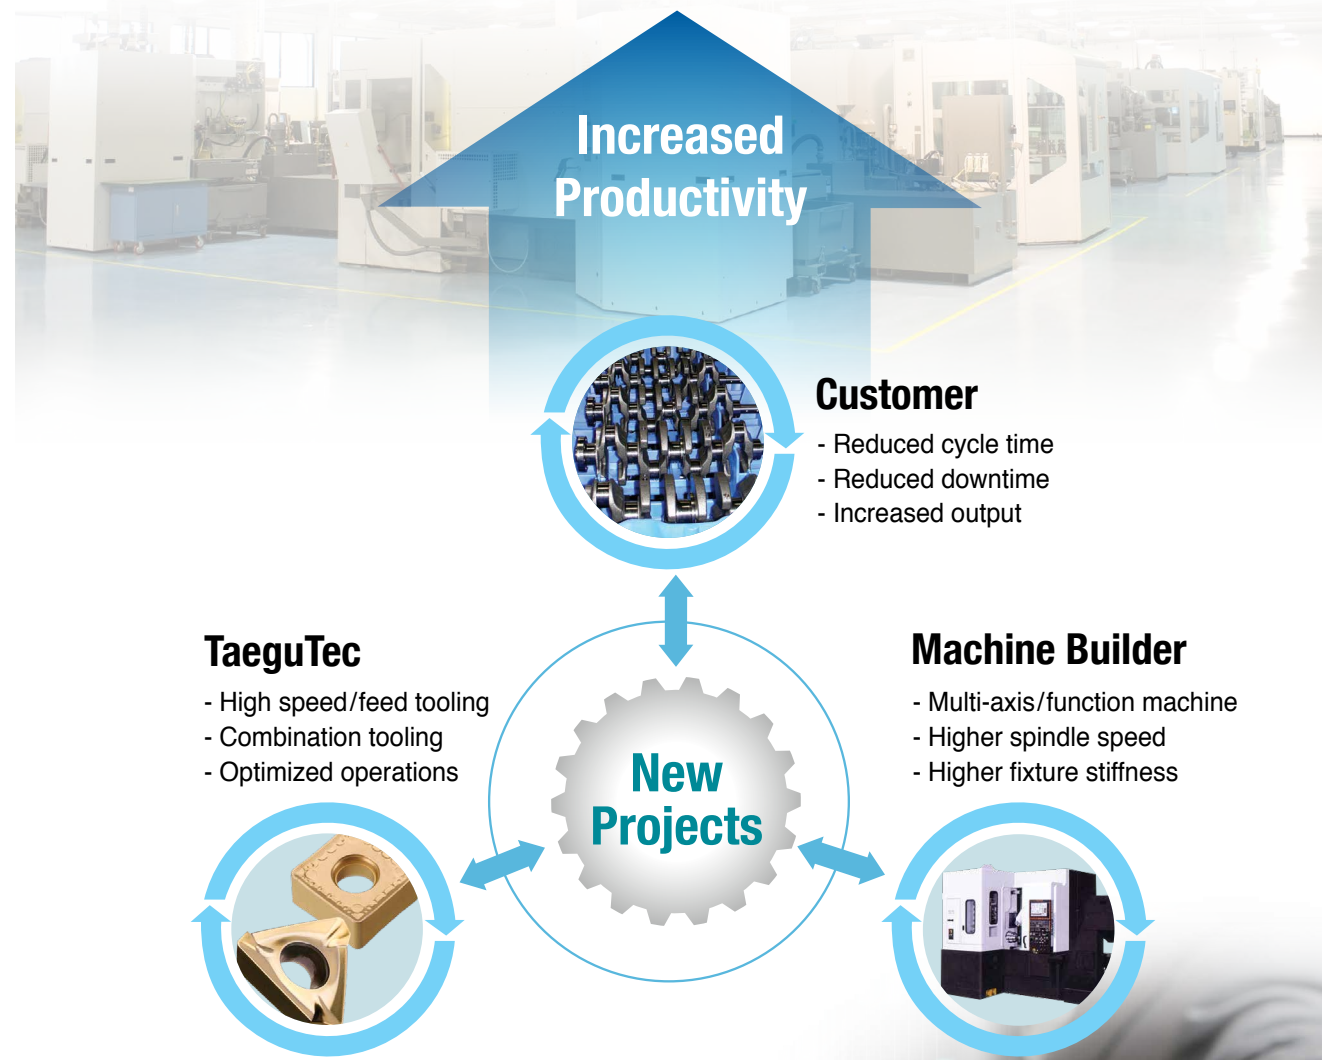 Increased
Productivity
Customer
- Reduced cycle time
- Reduced downtime
- Increased output
TaeguTec
- High speed/feed tooling
- Combination tooling
- Optimized operations
Machine Builder
- Multi-axis/function machine
- Higher spindle speed
- Higher fixture stiffness
New
Projects